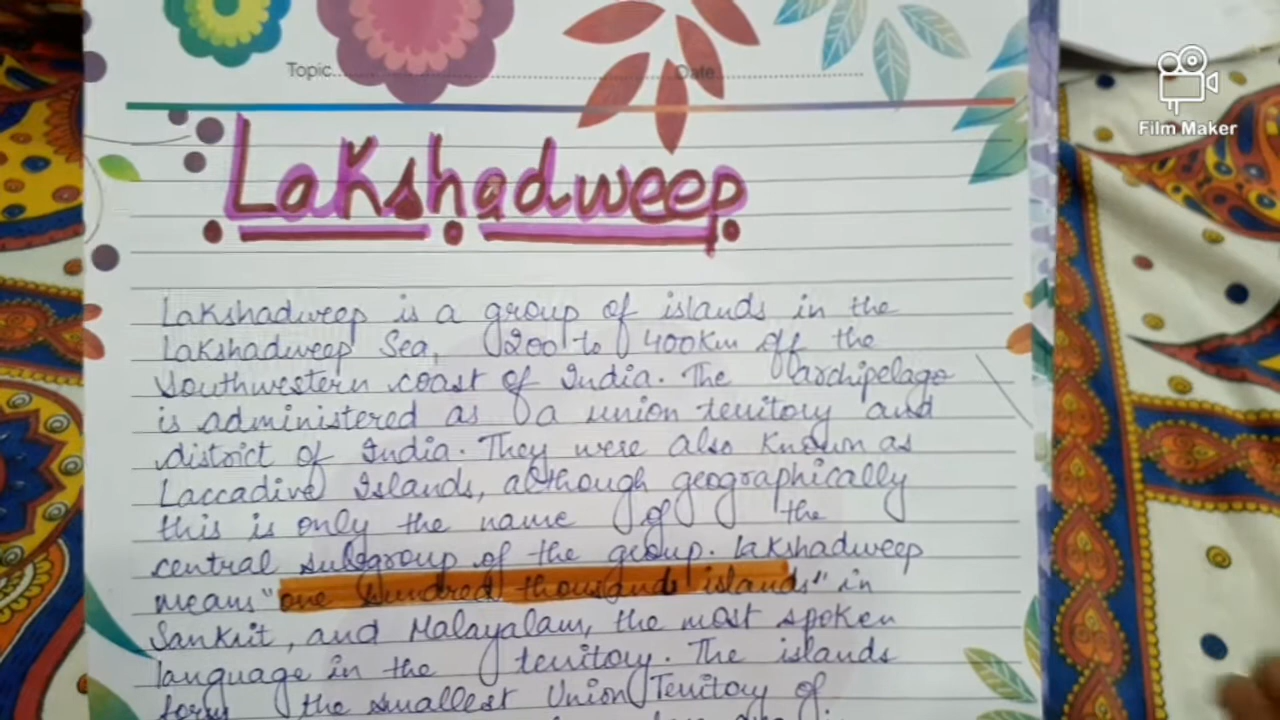 Topic
Date
Film Maker
Lakshadweep
Lakshadweep is a group of islands in the
Lakshadweep Sea, 200 to 400km off the
Southwestern coast of India. The archipelago
is administered as a union territory and
district of India. They were also known as
Laccadive Islands, although geographically
this is only the name of the
central subgroup of the group. Lakshadweep
means "one hundred thousand islands" in
Sankrit, and Malayalam, the most spoken
language in the territory. The islands
form the smallest Union Territory of